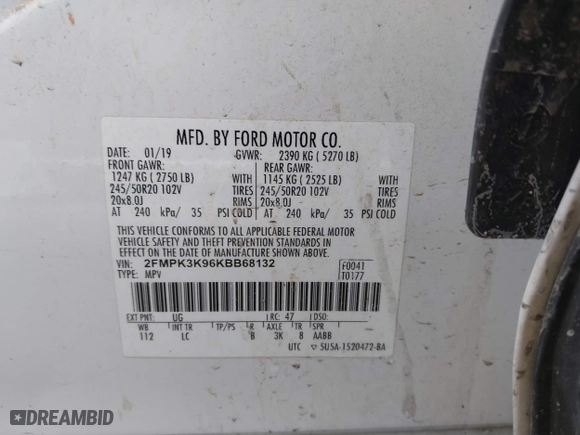 MFD. BY FORD MOTOR CO.
DATE: 01/19 GVWR: 2390 KG ( 5270 LB)
FRONT GAWR: REAR GAWR:
1247 KG ( 2750 LB) WITH 1145 KG ( 2525 LB) WITH
245/50R20 102V TIRES 245/50R20 102V TIRES
20x8.0J RIMS 20x8.0J RIMS
AT 240 kPa/ 35 PSI COLD AT 240 kPa/ 35 PSI COLD
THIS VEHICLE CONFORMS TO ALL APPLICABLE FEDERAL MOTOR
VEHICLE SAFETY AND THEFT PREVENTION STANDARDS IN
EFFECT ON THE DATE OF MANUFACTURE SHOWN ABOVE.
VIN: 2FMPK3K96KBB68132 F0041
TYPE: MPV T0177
EXT PNT: UG RC: 47 DSO:
WB INT TR TP/PS R AXLE TR SPR
112 LC B 3K 8 AABB
UTC ▽ 5USA-1520472-BA
DREAMBID